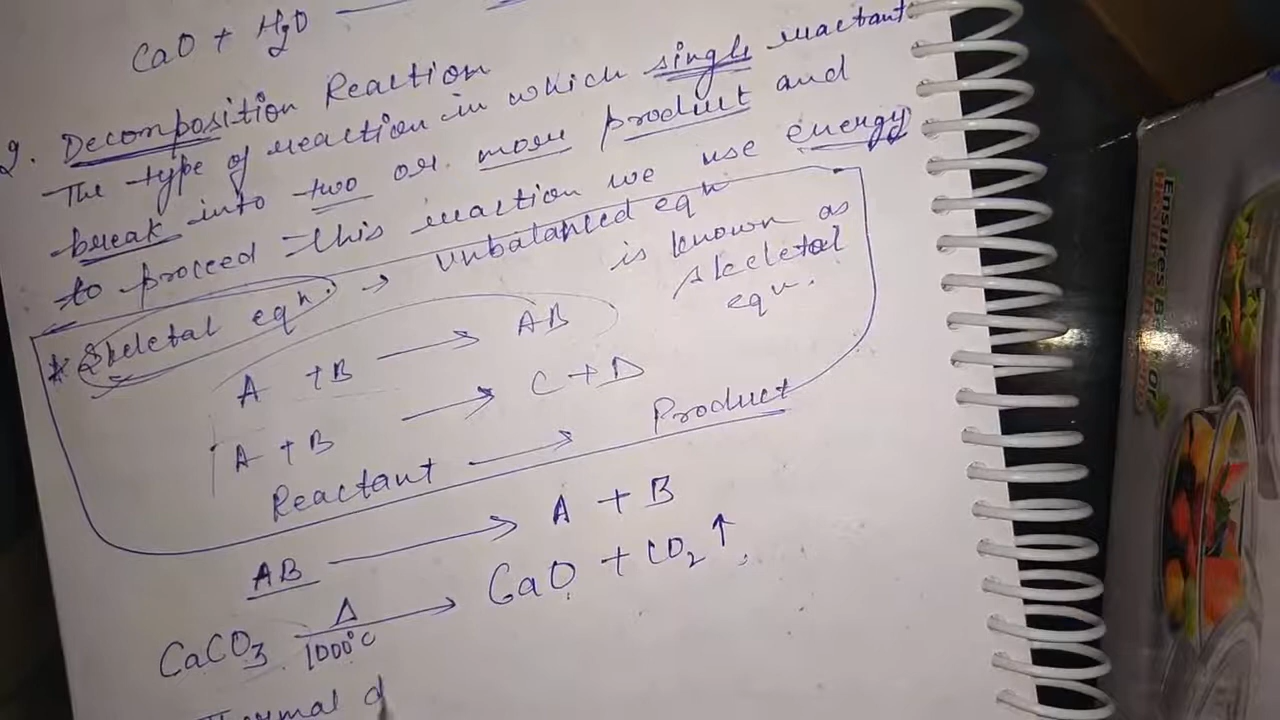 CaO + H2O
2. Decomposition Reaction
The type of reaction in which single reactant
break into two or more product and
to proceed this reaction we use energy
* Skeletal eqn. → unbalanced eqn
is known as
skeletal
eqn.
A + B → AB
A + B → C + D
Reactant → Product
AB → A + B
CaCO3 Δ 1000°C → CaO + CO2 ↑
Thermal d
Ensures B